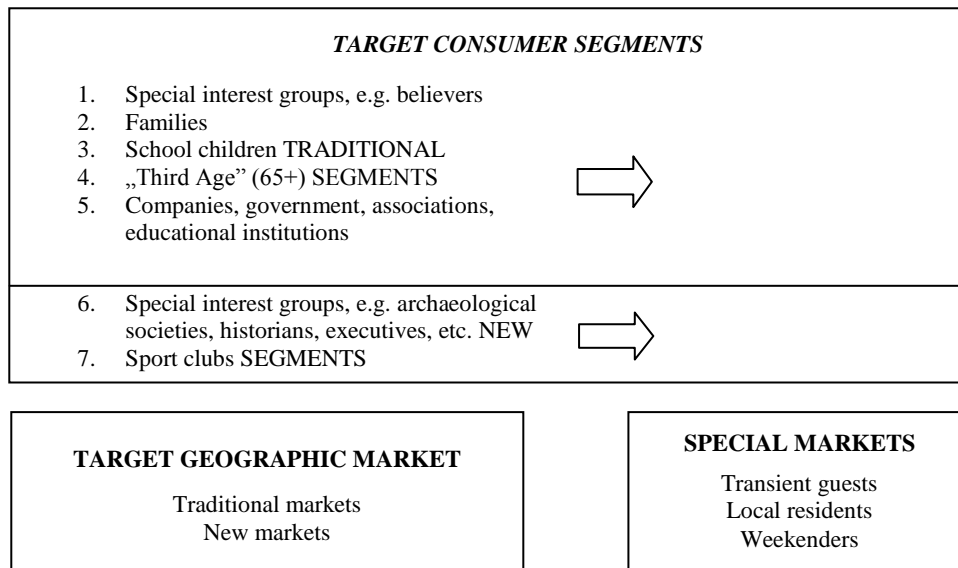 TARGET CONSUMER SEGMENTS
1. Special interest groups, e.g. believers
2. Families
3. School children TRADITIONAL
4. „Third Age” (65+) SEGMENTS
5. Companies, government, associations,
educational institutions
6. Special interest groups, e.g. archaeological
societies, historians, executives, etc. NEW
7. Sport clubs SEGMENTS
TARGET GEOGRAPHIC MARKET
Traditional markets
New markets
SPECIAL MARKETS
Transient guests
Local residents
Weekenders